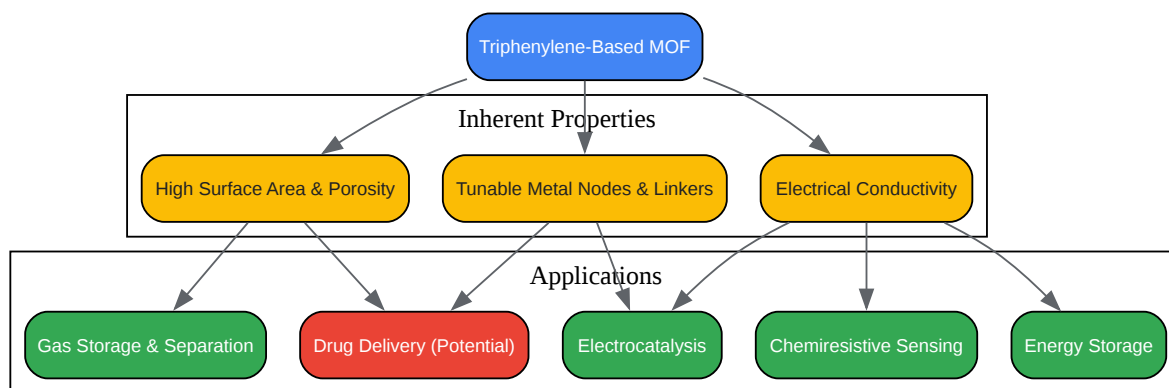 Triphenylene-Based MOF
Inherent Properties
High Surface Area & Porosity
Tunable Metal Nodes & Linkers
Electrical Conductivity
Applications
Gas Storage & Separation
Drug Delivery (Potential)
Electrocatalysis
Chemiresistive Sensing
Energy Storage